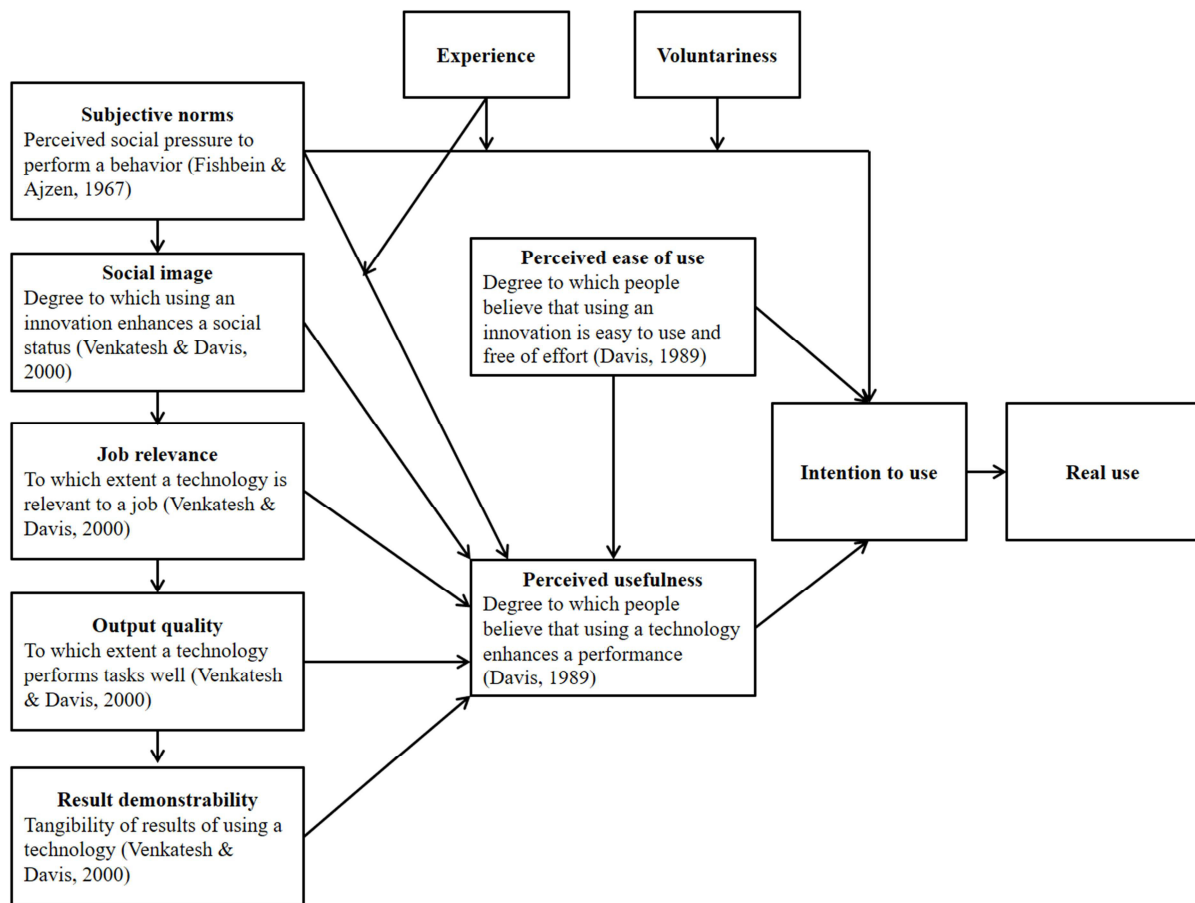 Experience
Voluntariness
Subjective norms
Perceived social pressure to
perform a behavior (Fishbein &
Ajzen, 1967)
Social image
Degree to which using an
innovation enhances a social
status (Venkatesh & Davis,
2000)
Perceived ease of use
Degree to which people
believe that using an
innovation is easy to use and
free of effort (Davis, 1989)
Job relevance
To which extent a technology is
relevant to a job (Venkatesh &
Davis, 2000)
Intention to use
Real use
Output quality
To which extent a technology
performs tasks well (Venkatesh
& Davis, 2000)
Perceived usefulness
Degree to which people
believe that using a technology
enhances a performance
(Davis, 1989)
Result demonstrability
Tangibility of results of using a
technology (Venkatesh &
Davis, 2000)